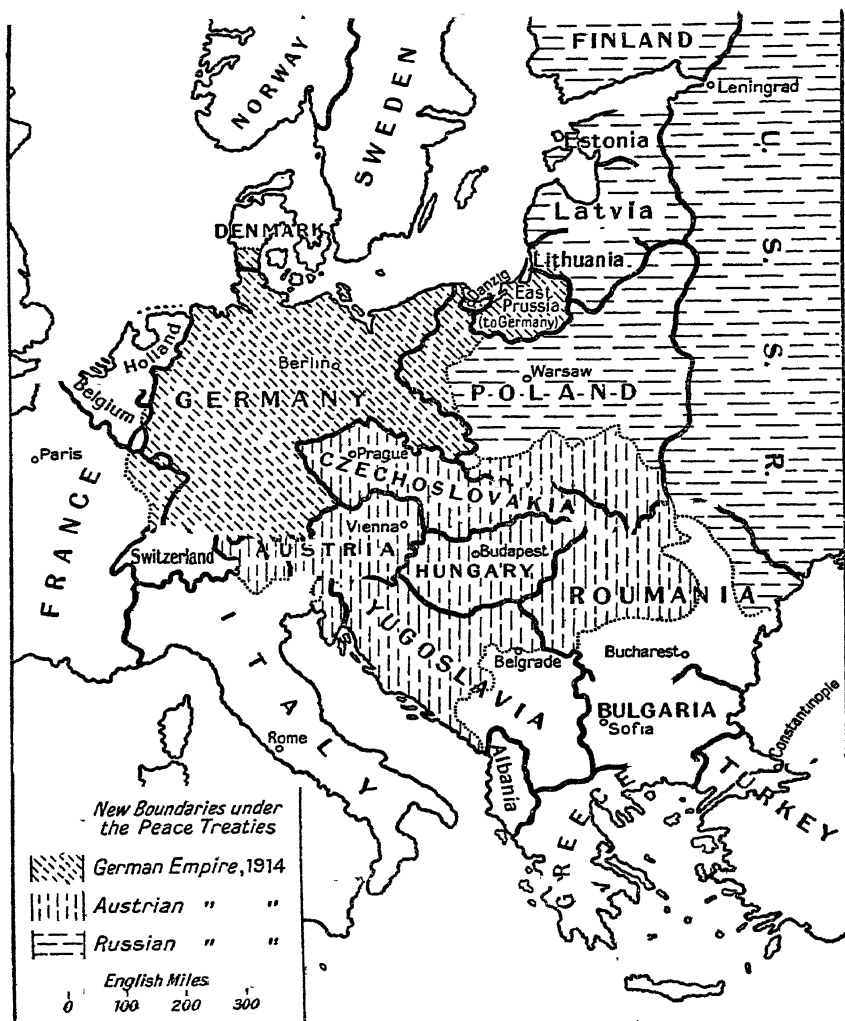 FINLAND
NORWAY
SWEDEN
Leningrad
Estonia
U. S. S. R.
Latvia
DENMARK
Lithuania
Danzig
East
Prussia
(to Germany)
Holland
Berlin
Warsaw
Belgium
GERMANY
POLAND
Paris
Prague
CZECHOSLOVAKIA
FRANCE
Vienna
Switzerland
AUSTRIA
Budapest
HUNGARY
ROUMANIA
YUGOSLAVIA
ITALY
Belgrade
Bucharest
BULGARIA
Sofia
Constantinople
Rome
Albania
TURKEY
GREECE
New Boundaries under
the Peace Treaties
German Empire, 1914
Austrian " "
Russian " "
English Miles
0 100 200 300